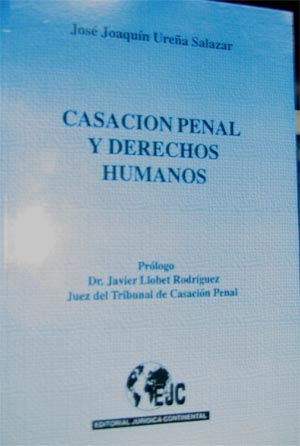 José Joaquín Ureña Salazar
CASACION PENAL
Y DERECHOS
HUMANOS
Prólogo
Dr. Javier Llobet Rodríguez
Juez del Tribunal de Casación Penal
EJC
EDITORIAL JURIDICA CONTINENTAL